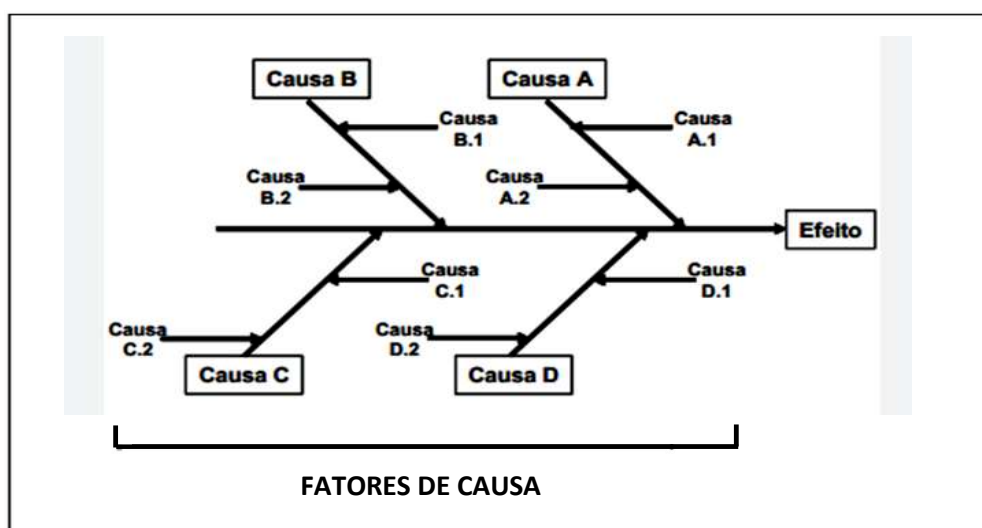 Causa B
Causa A
Causa
B.1
Causa
A.1
Causa
B.2
Causa
A.2
Efeito
Causa
C.1
Causa
D.1
Causa
C.2
Causa
D.2
Causa C
Causa D
FATORES DE CAUSA